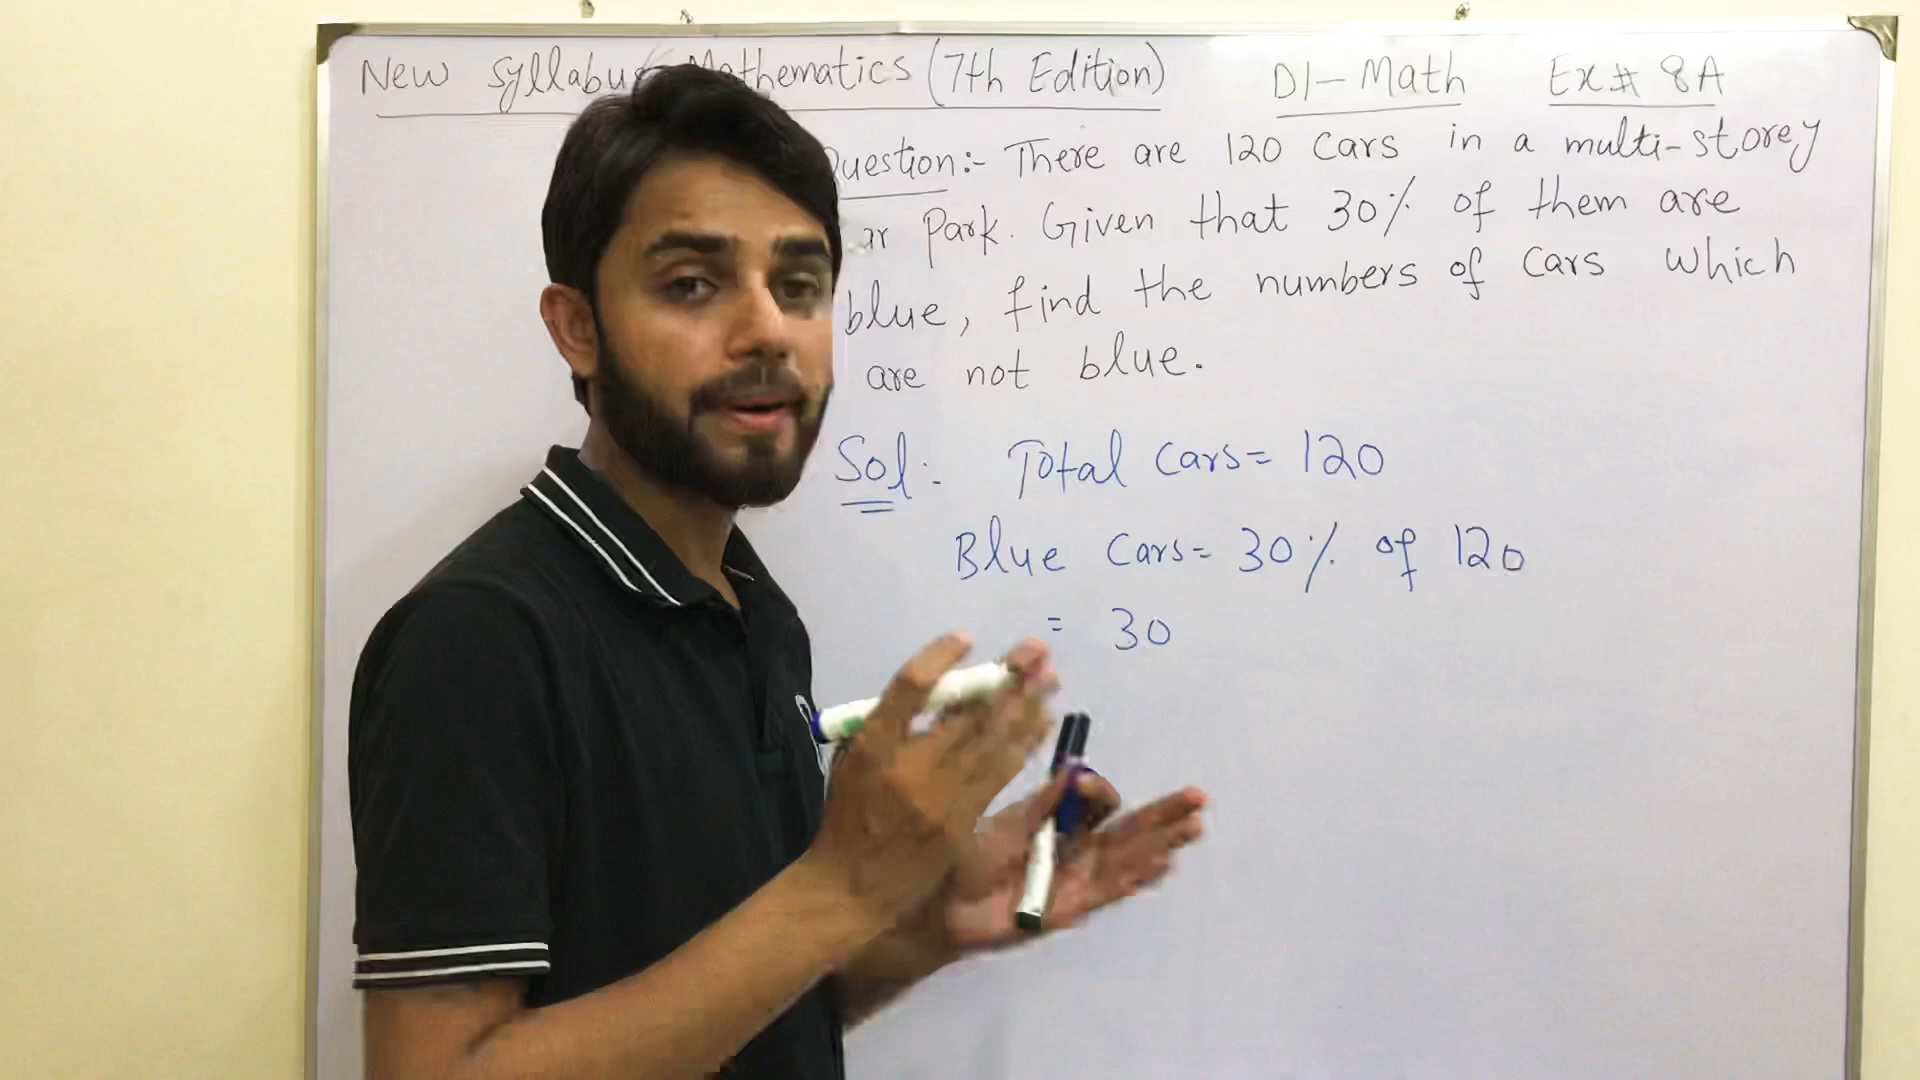 New Syllabus Mathematics (7th Edition) D1-Math Ex# 8A
Question:- There are 120 cars in a multi-storey
Park. Given that 30% of them are
blue, find the numbers of cars which
are not blue.
Sol: Total cars= 120
Blue cars= 30% of 120
= 30